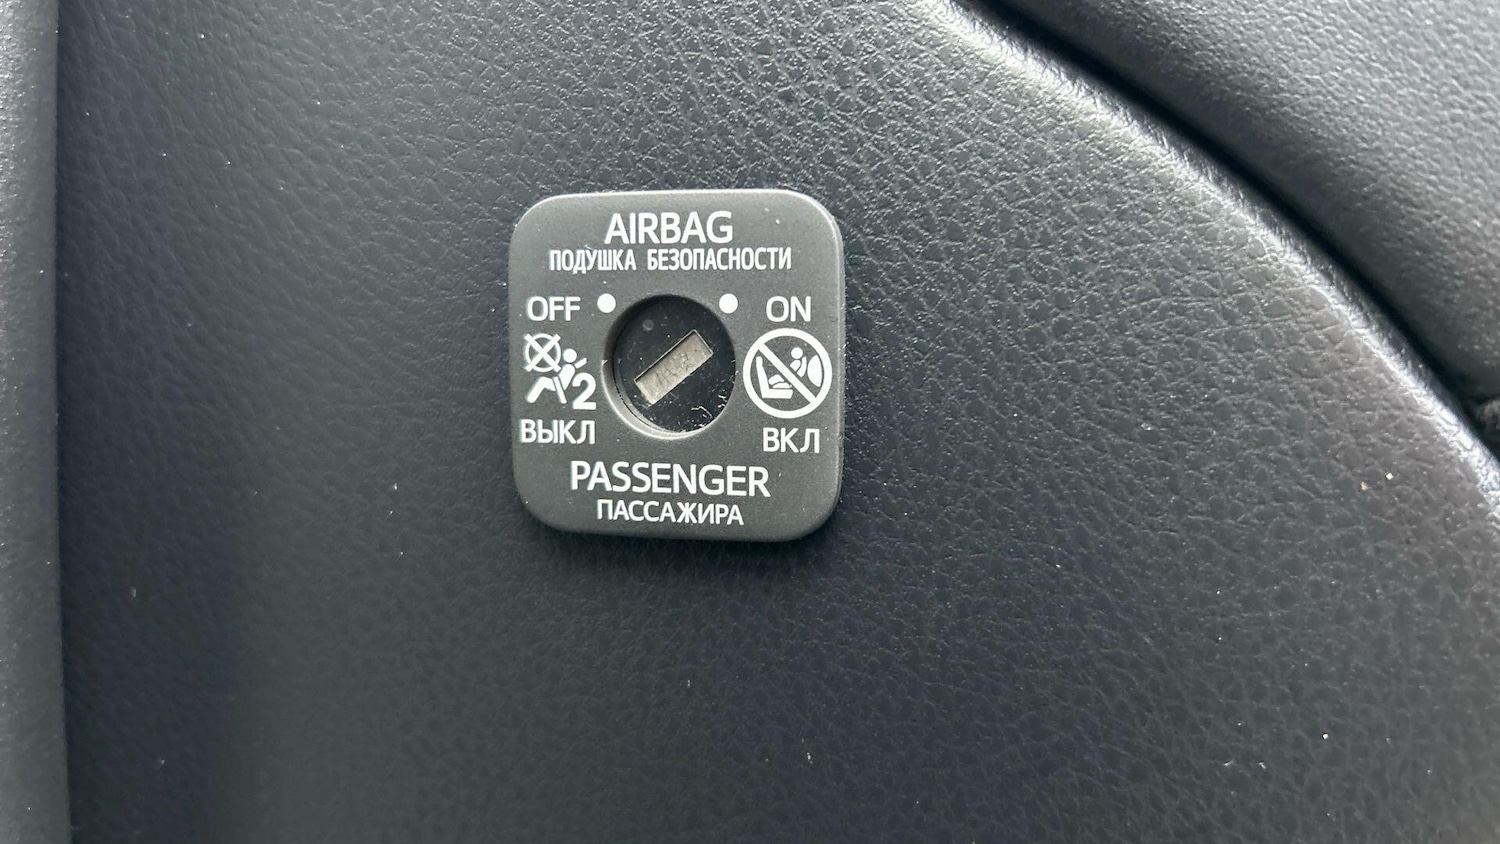 AIRBAG
ПОДУШКА БЕЗОПАСНОСТИ
OFF ON
2
ВЫКЛ ВКЛ
PASSENGER
ПАССАЖИРА